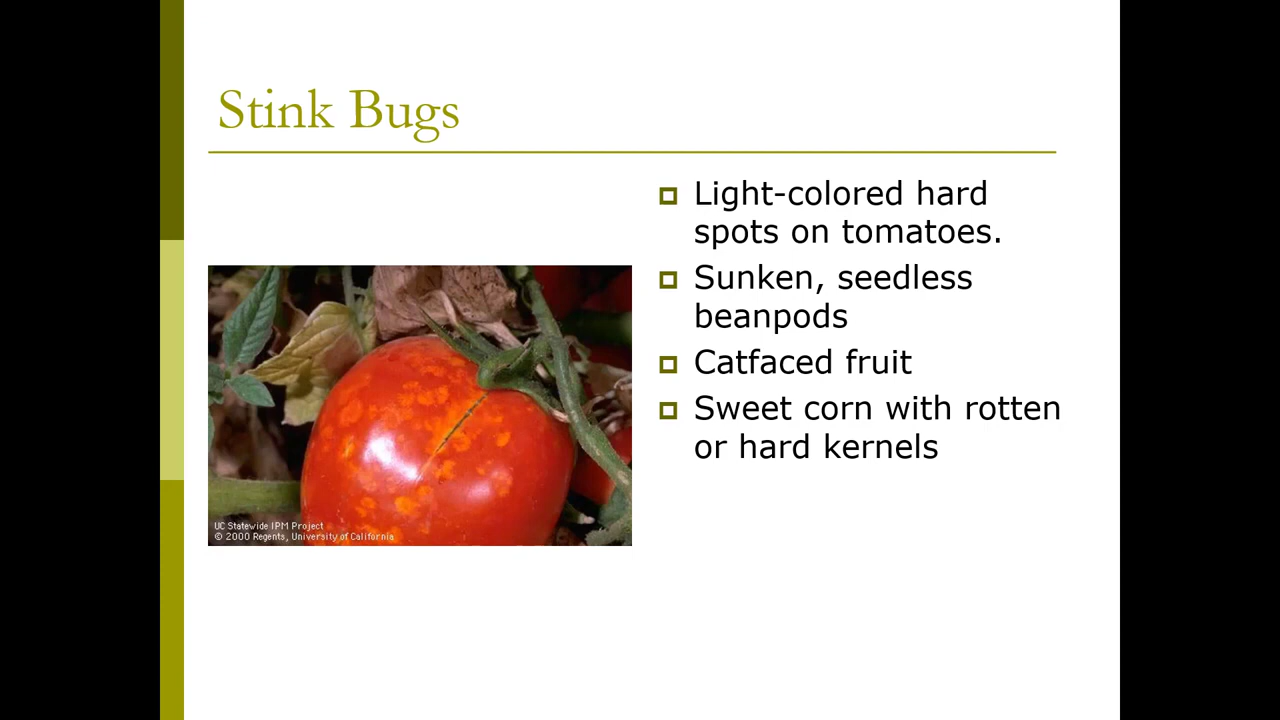 Stink Bugs
Light-colored hard
spots on tomatoes.
Sunken, seedless
beanpods
Catfaced fruit
Sweet corn with rotten
or hard kernels
UC Statewide IPM Project
© 2000 Regents, University of California